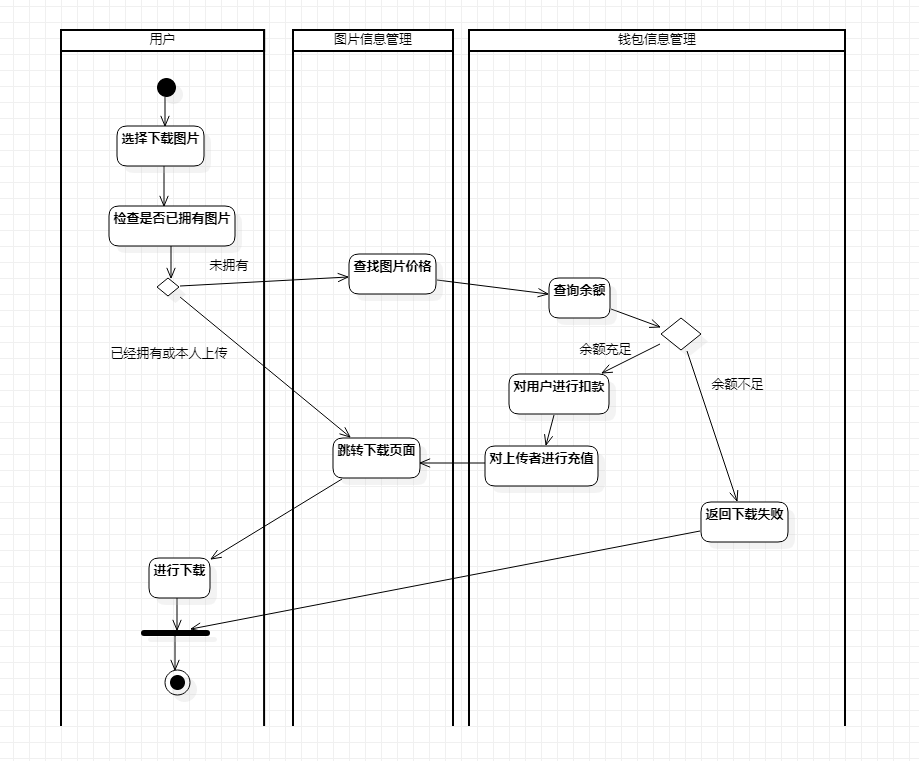 用户
图片信息管理
钱包信息管理
选择下载图片
检查是否已拥有图片
未拥有
查找图片价格
查询余额
余额充足
已经拥有或本人上传
对用户进行扣款
余额不足
跳转下载页面
对上传者进行充值
返回下载失败
进行下载